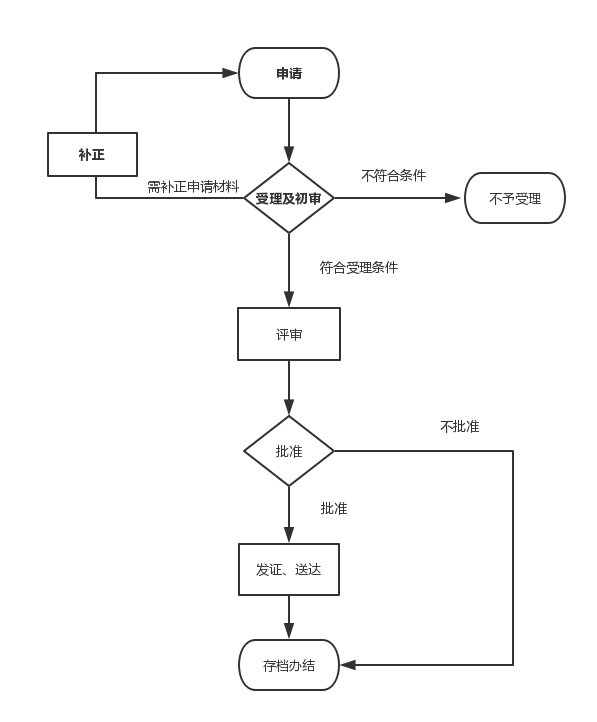 申请
补正
需补正申请材料
受理及初审
不符合条件
不予受理
符合受理条件
评审
不批准
批准
批准
发证、送达
存档办结